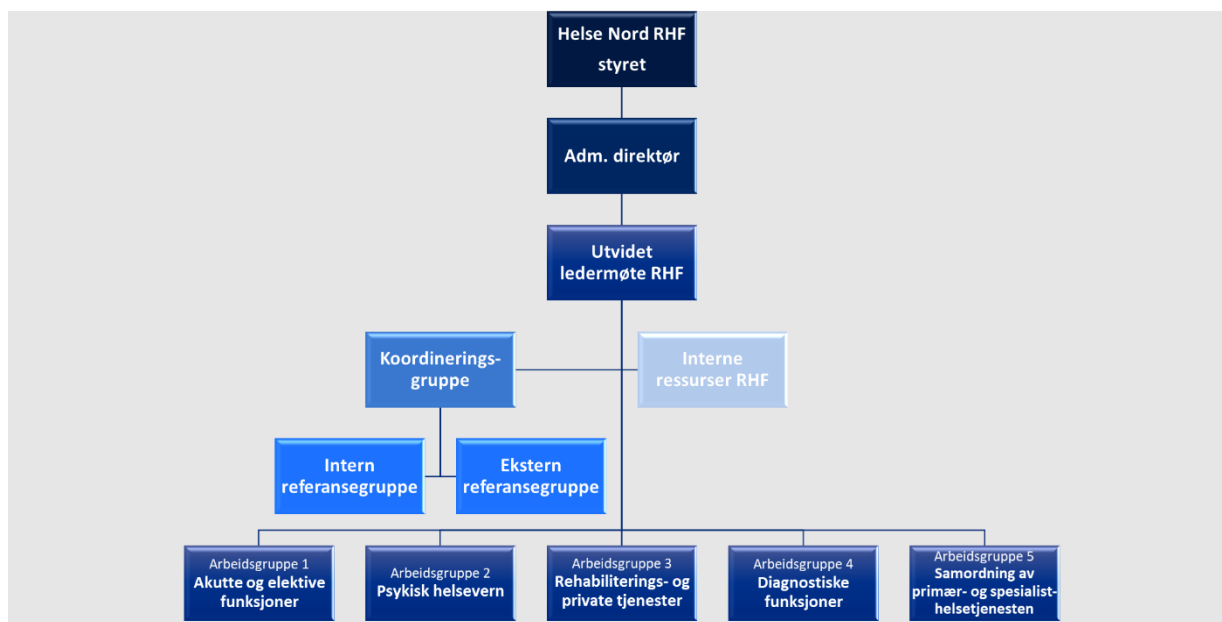 Helse Nord RHF
styret
Adm. direktør
Utvidet
ledermøte RHF
Koordinerings-
gruppe
Interne
ressurser RHF
Intern
referansegruppe
Ekstern
referansegruppe
Arbeidsgruppe 1
Akutte og elektive
funksjoner
Arbeidsgruppe 2
Psykisk helsevern
Arbeidsgruppe 3
Rehabiliterings- og
private tjenester
Arbeidsgruppe 4
Diagnostiske
funksjoner
Arbeidsgruppe 5
Samordning av
primær- og spesialist-
helsetjenesten